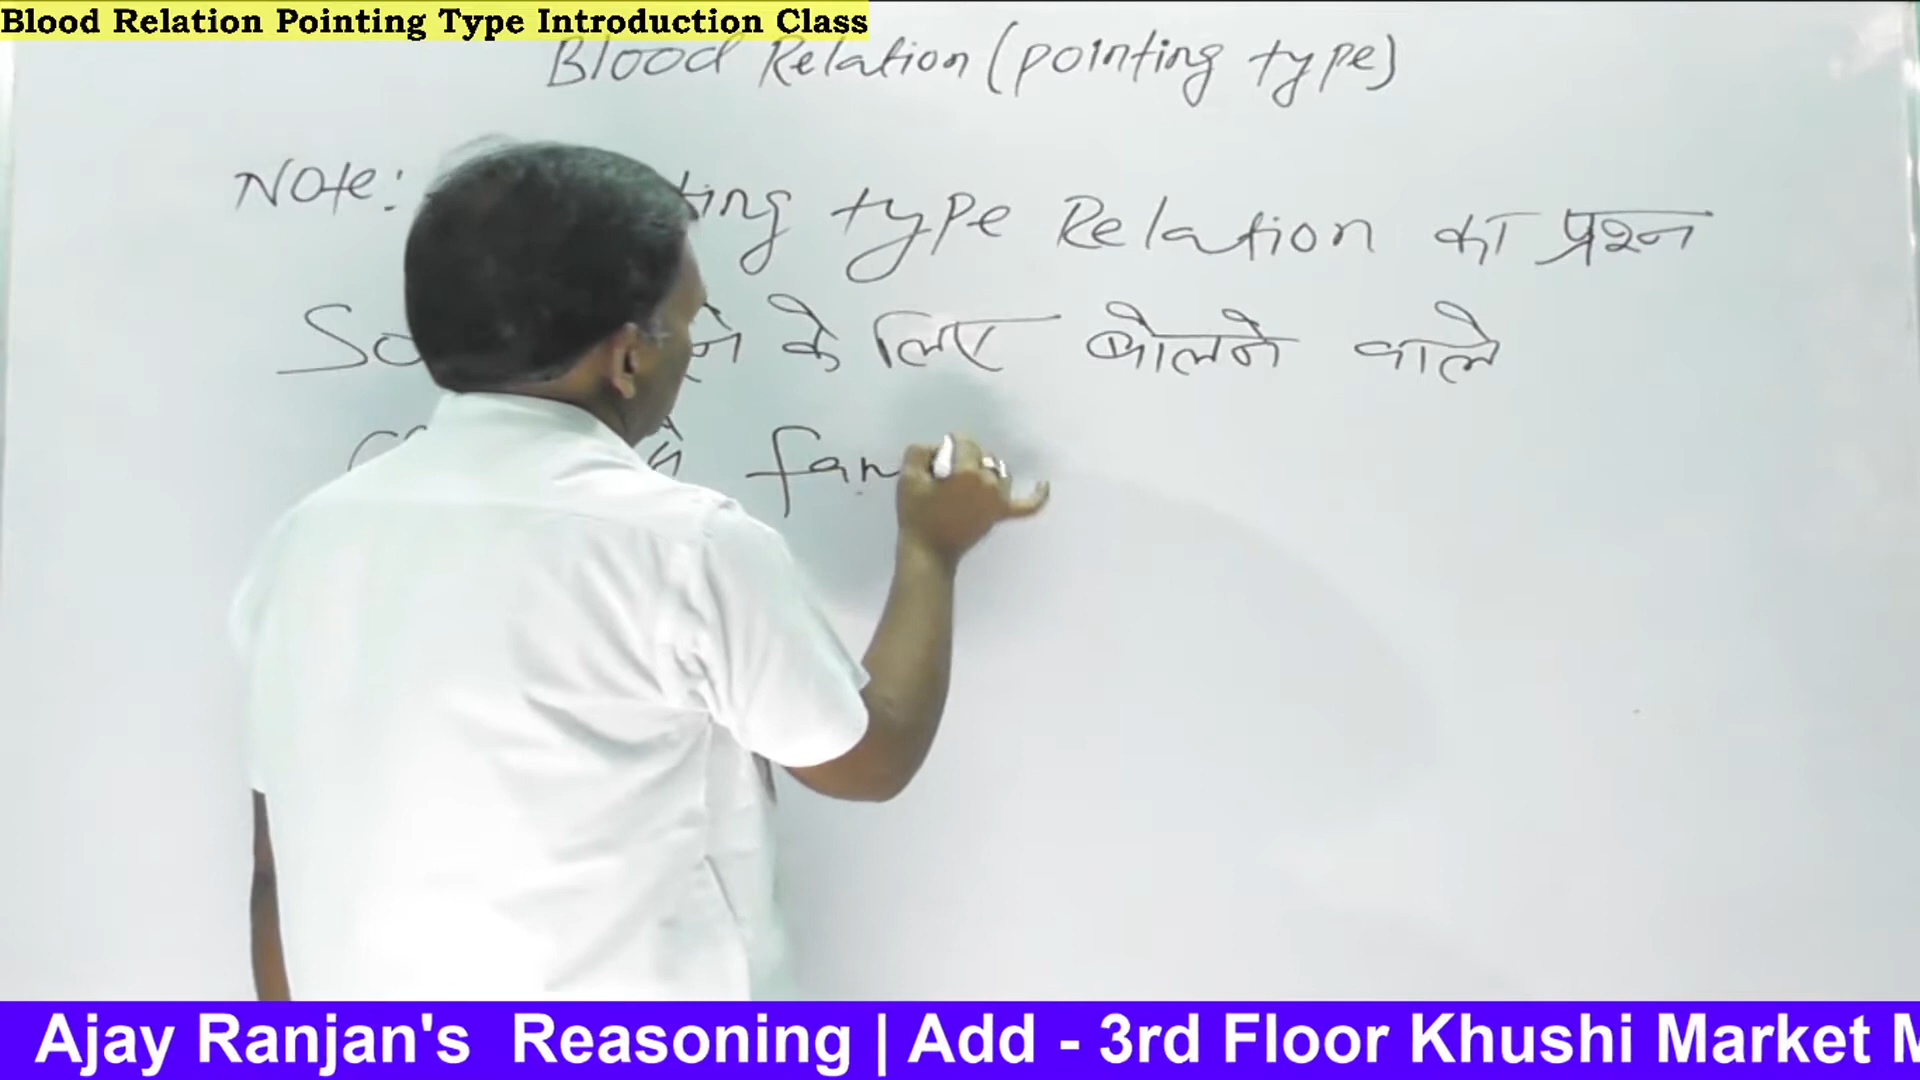 Blood Relation Pointing Type Introduction Class
Blood Relation (pointing type)
Note: ting type Relation का प्रश्न
So ने के लिए बोलने वाले
fam
Ajay Ranjan's Reasoning | Add - 3rd Floor Khushi Market M